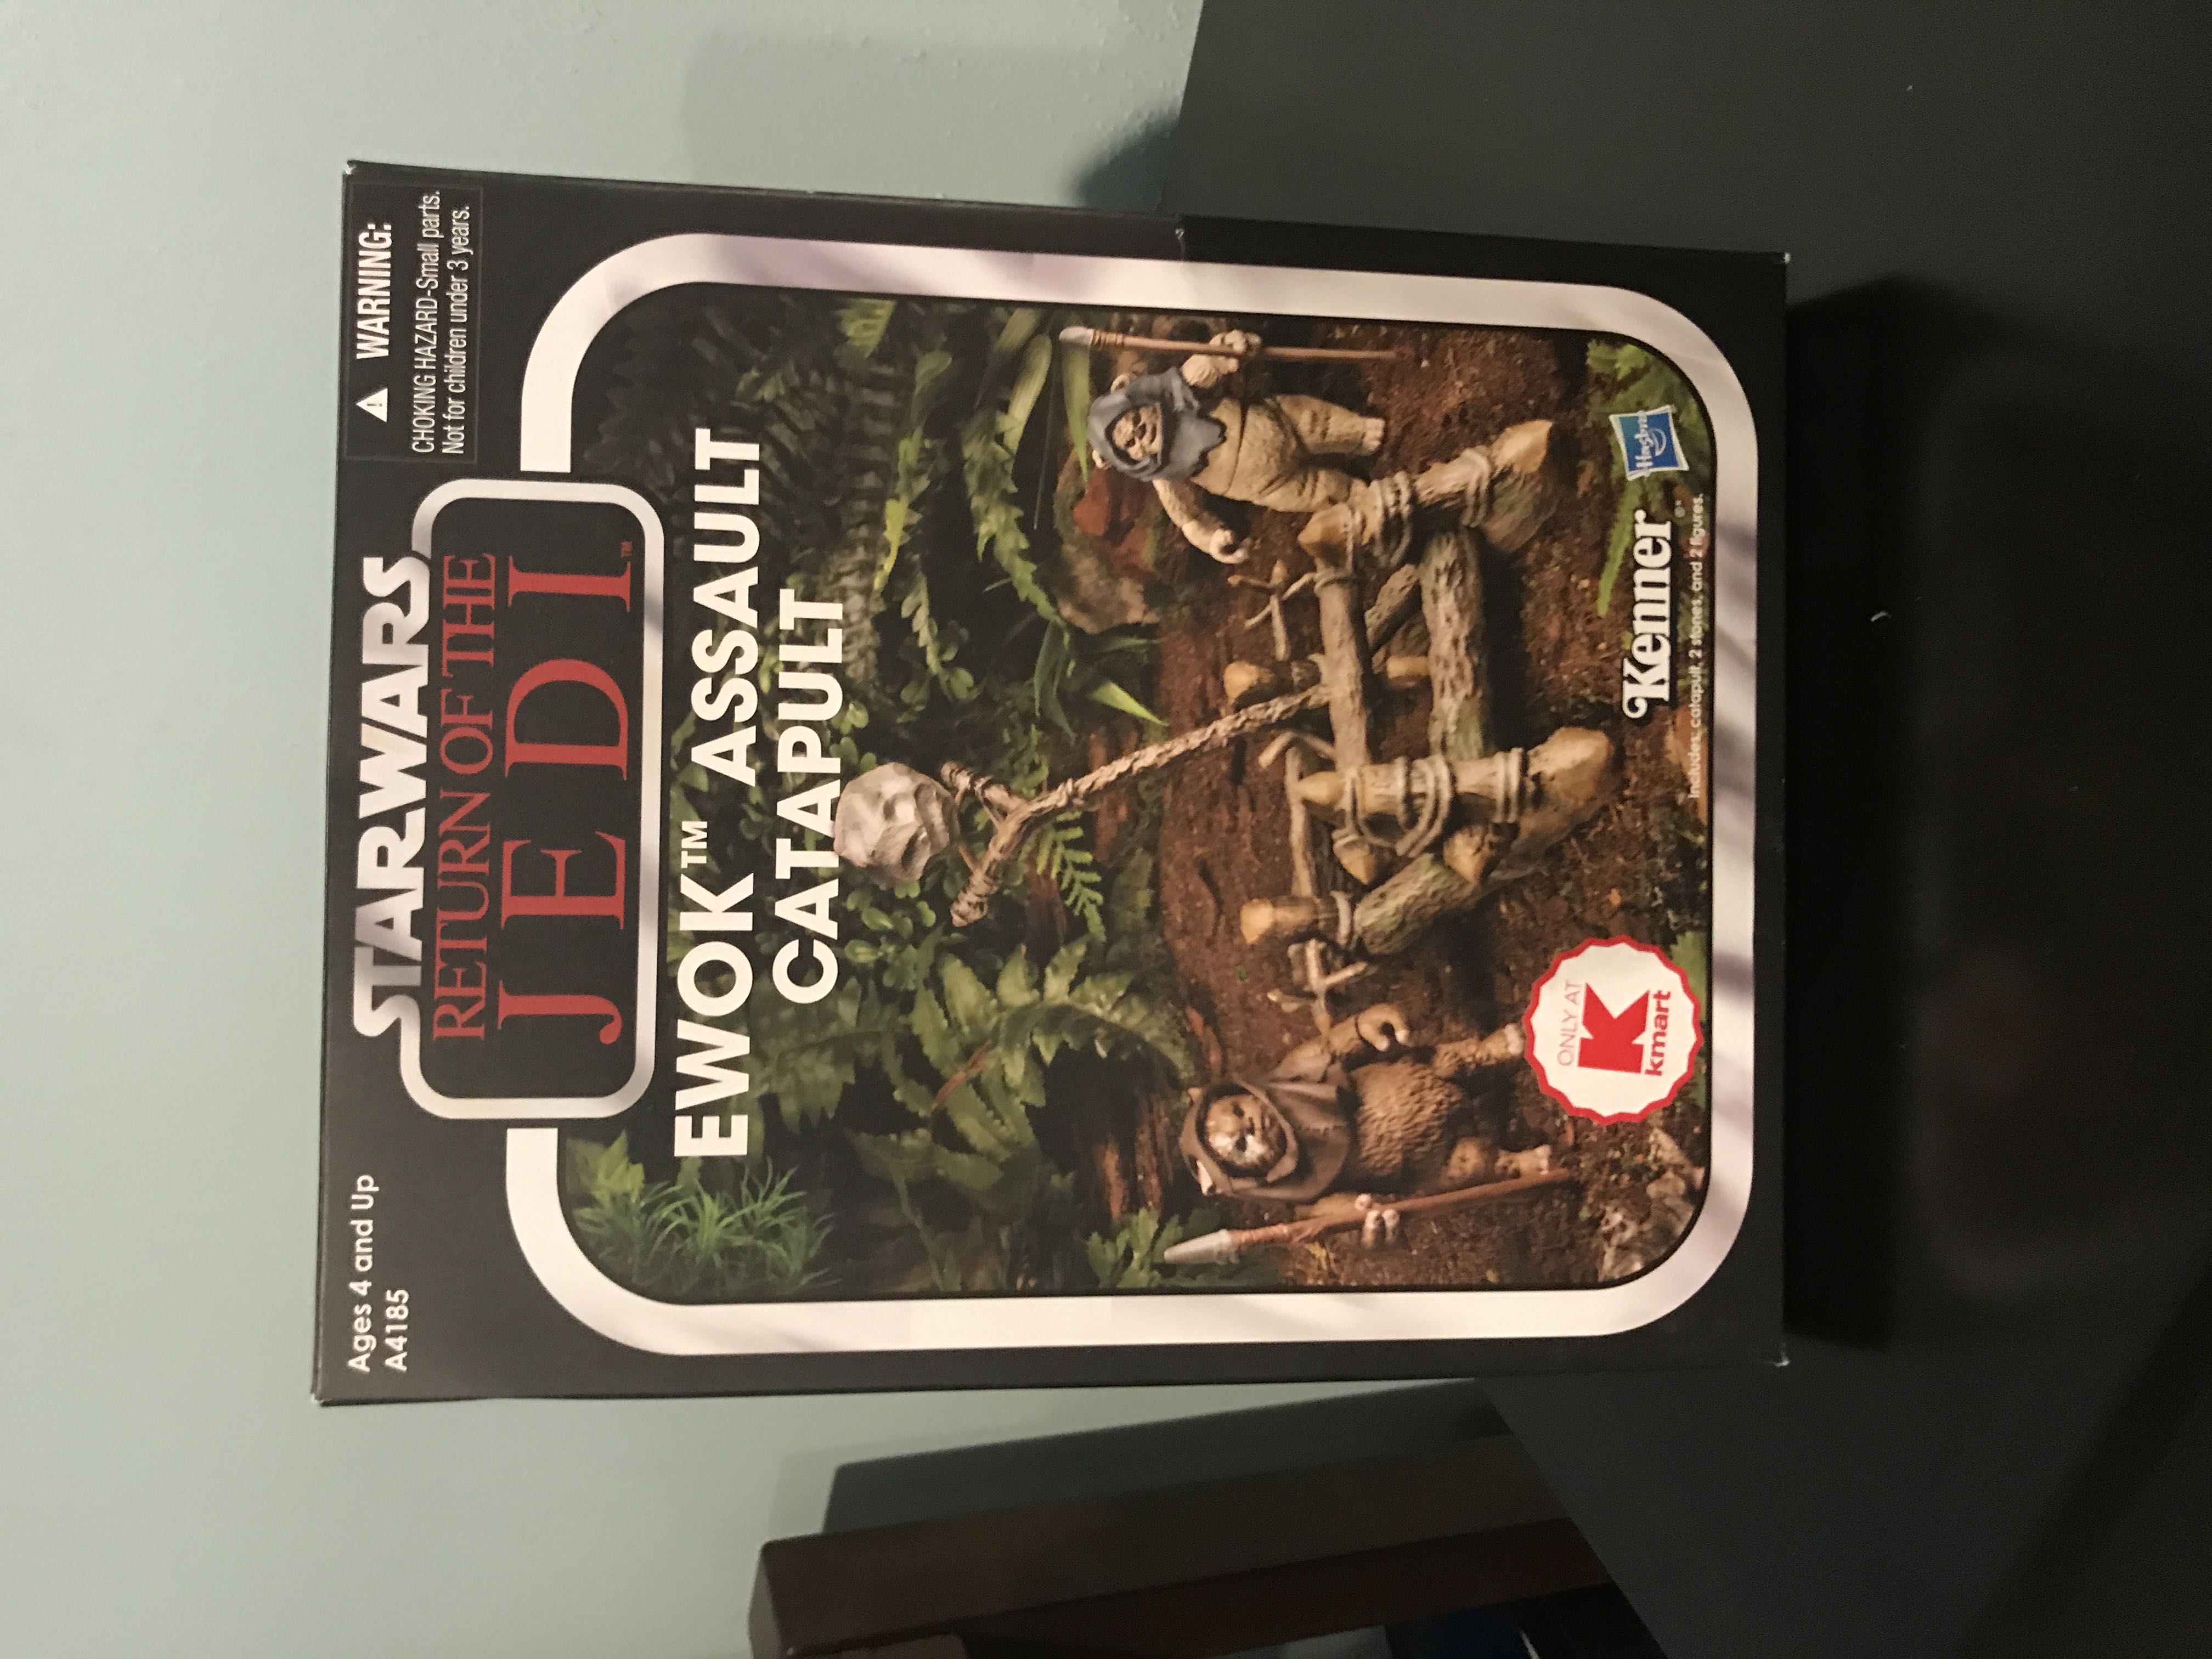 Ages 4 and Up
A4185
STAR WARS
RETURN OF THE
JEDI™
⚠ WARNING:
CHOKING HAZARD-Small parts.
Not for children under 3 years.
EWOK™ ASSAULT
CATAPULT
ONLY AT
K
kmart
Kenner
Hasbro
®*
Includes catapult, 2 stones, and 2 figures.